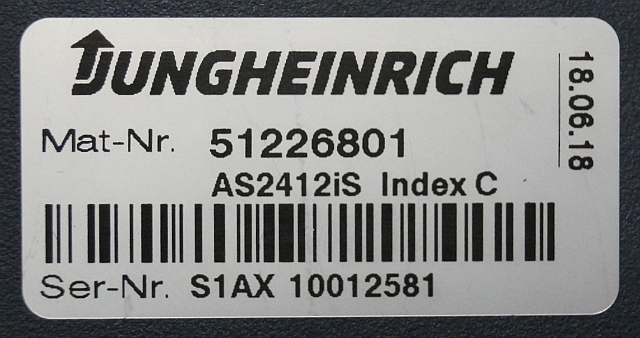 JUNGHEINRICH
Mat-Nr. 51226801
AS2412iS Index C
Ser-Nr. S1AX 10012581
18.06.18